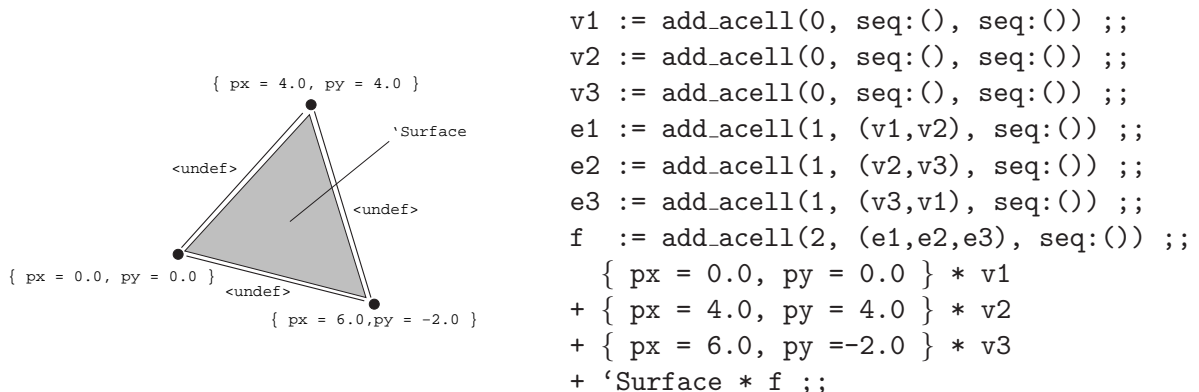 { px = 4.0, py = 4.0 }
`Surface
<undef>
<undef>
{ px = 0.0, py = 0.0 }
<undef>
{ px = 6.0,py = -2.0 }
v1 := add_acell(0, seq:(), seq:()) ;;
v2 := add_acell(0, seq:(), seq:()) ;;
v3 := add_acell(0, seq:(), seq:()) ;;
e1 := add_acell(1, (v1,v2), seq:()) ;;
e2 := add_acell(1, (v2,v3), seq:()) ;;
e3 := add_acell(1, (v3,v1), seq:()) ;;
f := add_acell(2, (e1,e2,e3), seq:()) ;;
{ px = 0.0, py = 0.0 } * v1
+ { px = 4.0, py = 4.0 } * v2
+ { px = 6.0, py =-2.0 } * v3
+ ‘Surface * f ;;